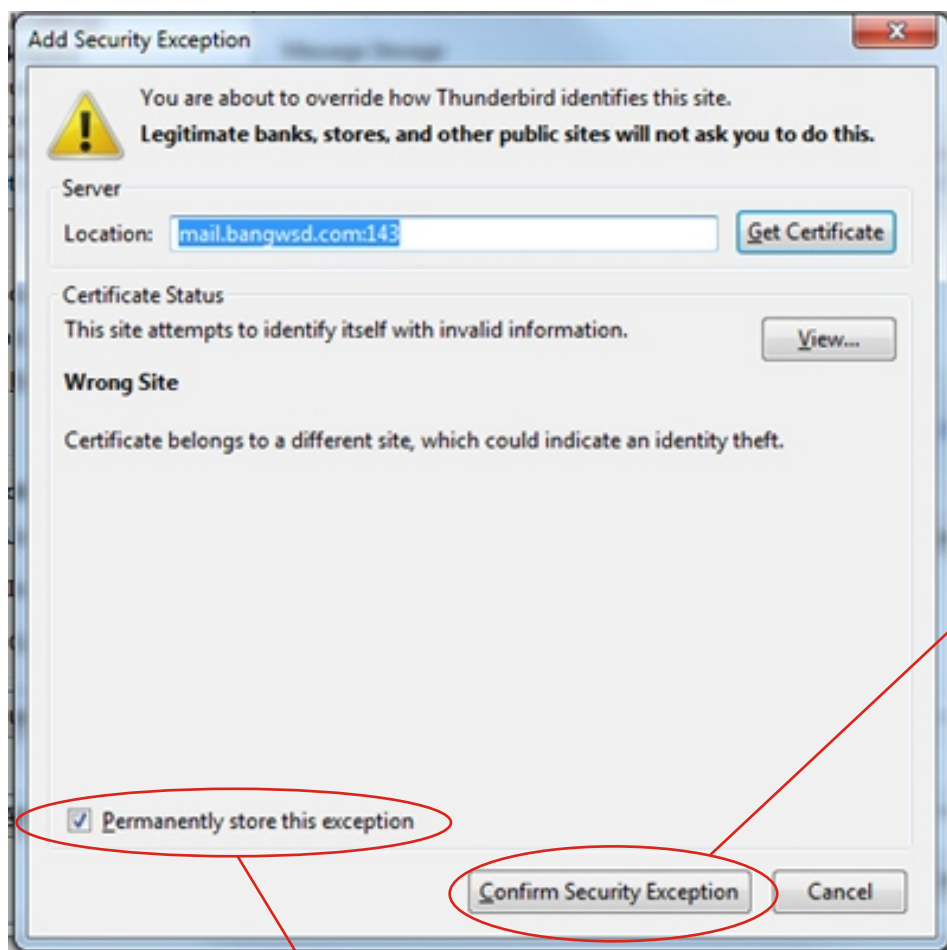 Add Security Exception
You are about to override how Thunderbird identifies this site.
Legitimate banks, stores, and other public sites will not ask you to do this.
Server
Location: mail.bangwsd.com:143 Get Certificate
Certificate Status
This site attempts to identify itself with invalid information.
View...
Wrong Site
Certificate belongs to a different site, which could indicate an identity theft.
Permanently store this exception
Confirm Security Exception Cancel